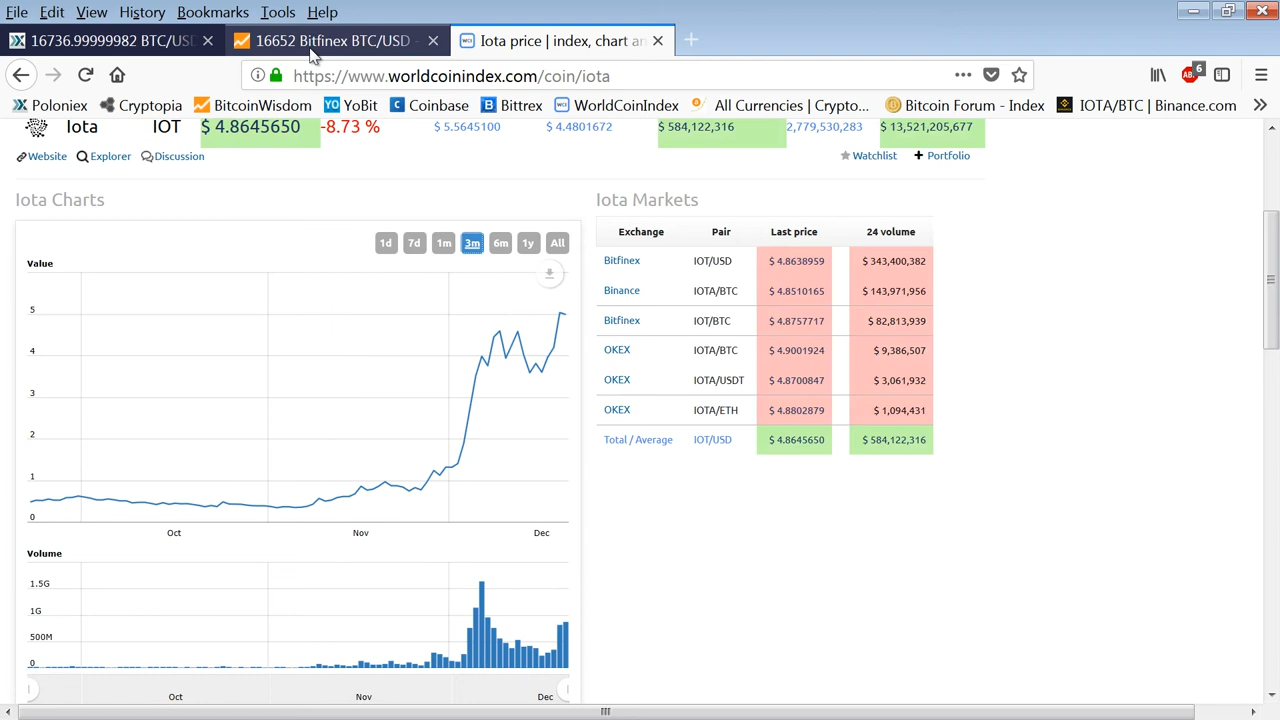 File Edit View History Bookmarks Tools Help
16736.99999982 BTC/USD 16652 Bitfinex BTC/USD - Iota price | index, chart an
https://www.worldcoinindex.com/coin/iota 6
Poloniex Cryptopia BitcoinWisdom YO YoBit Coinbase Bittrex WCI WorldCoinIndex All Currencies | Crypto... Bitcoin Forum - Index IOTA/BTC | Binance.com
Iota IOT $ 4.8645650 -8.73 % $ 5.5645100 $ 4.4801672 $ 584,122,316 2,779,530,283 $ 13,521,205,677
Website Explorer Discussion Watchlist + Portfolio
Iota Charts
1d 7d 1m 3m 6m 1y All
Value
5
4
3
2
1
0
Oct Nov Dec
Volume
1.5G
1G
500M
0
Oct Nov Dec
Iota Markets
Exchange Pair Last price 24 volume
Bitfinex IOT/USD $ 4.8638959 $ 343,400,382
Binance IOTA/BTC $ 4.8510165 $ 143,971,956
Bitfinex IOT/BTC $ 4.8757717 $ 82,813,939
OKEX IOTA/BTC $ 4.9001924 $ 9,386,507
OKEX IOTA/USDT $ 4.8700847 $ 3,061,932
OKEX IOTA/ETH $ 4.8802879 $ 1,094,431
Total / Average IOT/USD $ 4.8645650 $ 584,122,316